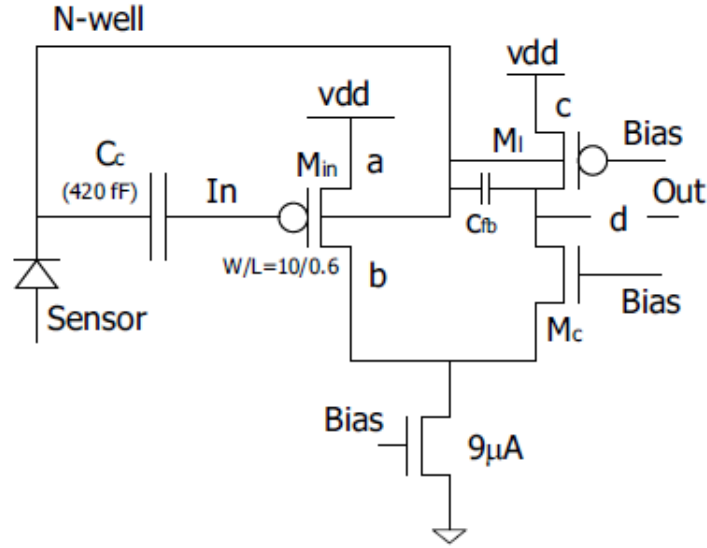 N-well
vdd
vdd
c
Cc
(420 fF)
Min
a
Ml
Bias
In
Cfb
d
Out
W/L=10/0.6
b
Sensor
Mc
Bias
Bias
9µA